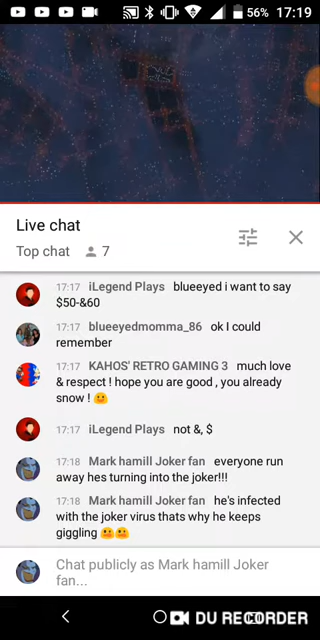 56% 17:19
Live chat
Top chat 7
17:17 iLegend Plays blueeyed i want to say
$50-&60
17:17 blueeyedmomma_86 ok I could
remember
17:17 KAHOS' RETRO GAMING 3 much love
& respect ! hope you are good , you already
snow ! 😛
17:17 iLegend Plays not &, $
17:18 Mark hamill Joker fan everyone run
away hes turning into the joker!!!
17:18 Mark hamill Joker fan he's infected
with the joker virus thats why he keeps
giggling 😛😛
Chat publicly as Mark hamill Joker
fan...
DU RECORDER